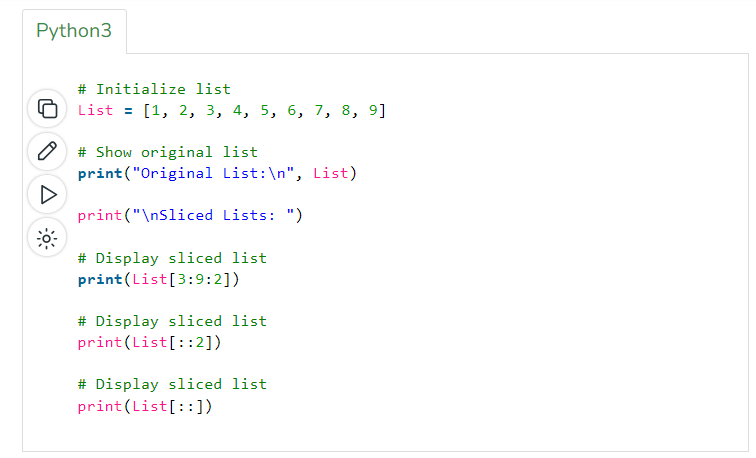 Python3
# Initialize list
List = [1, 2, 3, 4, 5, 6, 7, 8, 9]
# Show original list
print("Original List:\n", List)
print("\nSliced Lists: ")
# Display sliced list
print(List[3:9:2])
# Display sliced list
print(List[::2])
# Display sliced list
print(List[::])